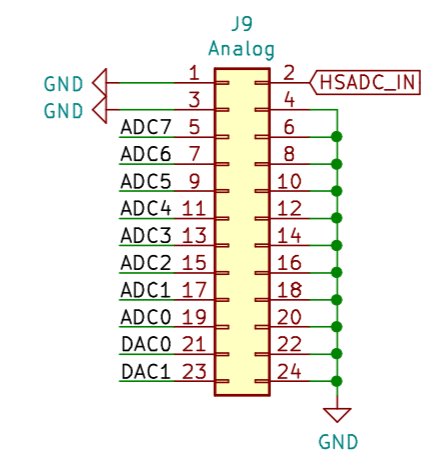 J9
Analog
GND 1 2 HSADC_IN
GND 3 4
ADC7 5 6
ADC6 7 8
ADC5 9 10
ADC4 11 12
ADC3 13 14
ADC2 15 16
ADC1 17 18
ADC0 19 20
DAC0 21 22
DAC1 23 24
GND